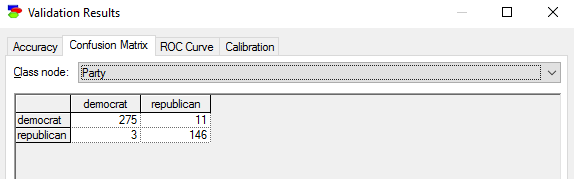 Validation Results
Accuracy Confusion Matrix ROC Curve Calibration
Class node: Party
democrat republican
democrat 275 11
republican 3 146